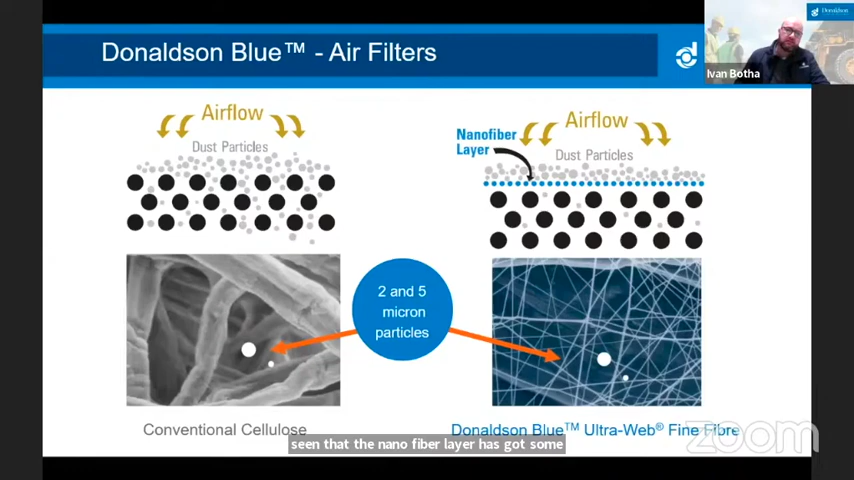 Donaldson Blue™ - Air Filters
Donaldson
Ivan Botha
Airflow
Dust Particles
Nanofiber
Layer
Airflow
Dust Particles
2 and 5
micron
particles
Conventional Cellulose
Donaldson Blue™ Ultra-Web® Fine Fibre
seen that the nano fiber layer has got some
zoom